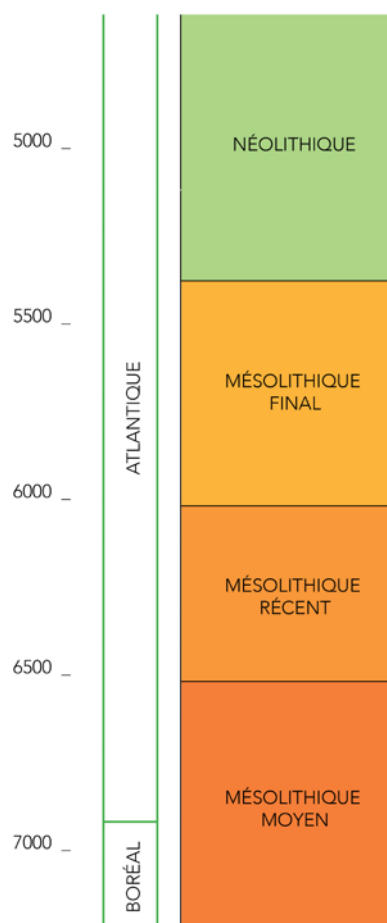 5000 _
5500 _
6000 _
6500 _
7000 _
ATLANTIQUE
BORÉAL
NÉOLITHIQUE
MÉSOLITHIQUE
FINAL
MÉSOLITHIQUE
RÉCENT
MÉSOLITHIQUE
MOYEN